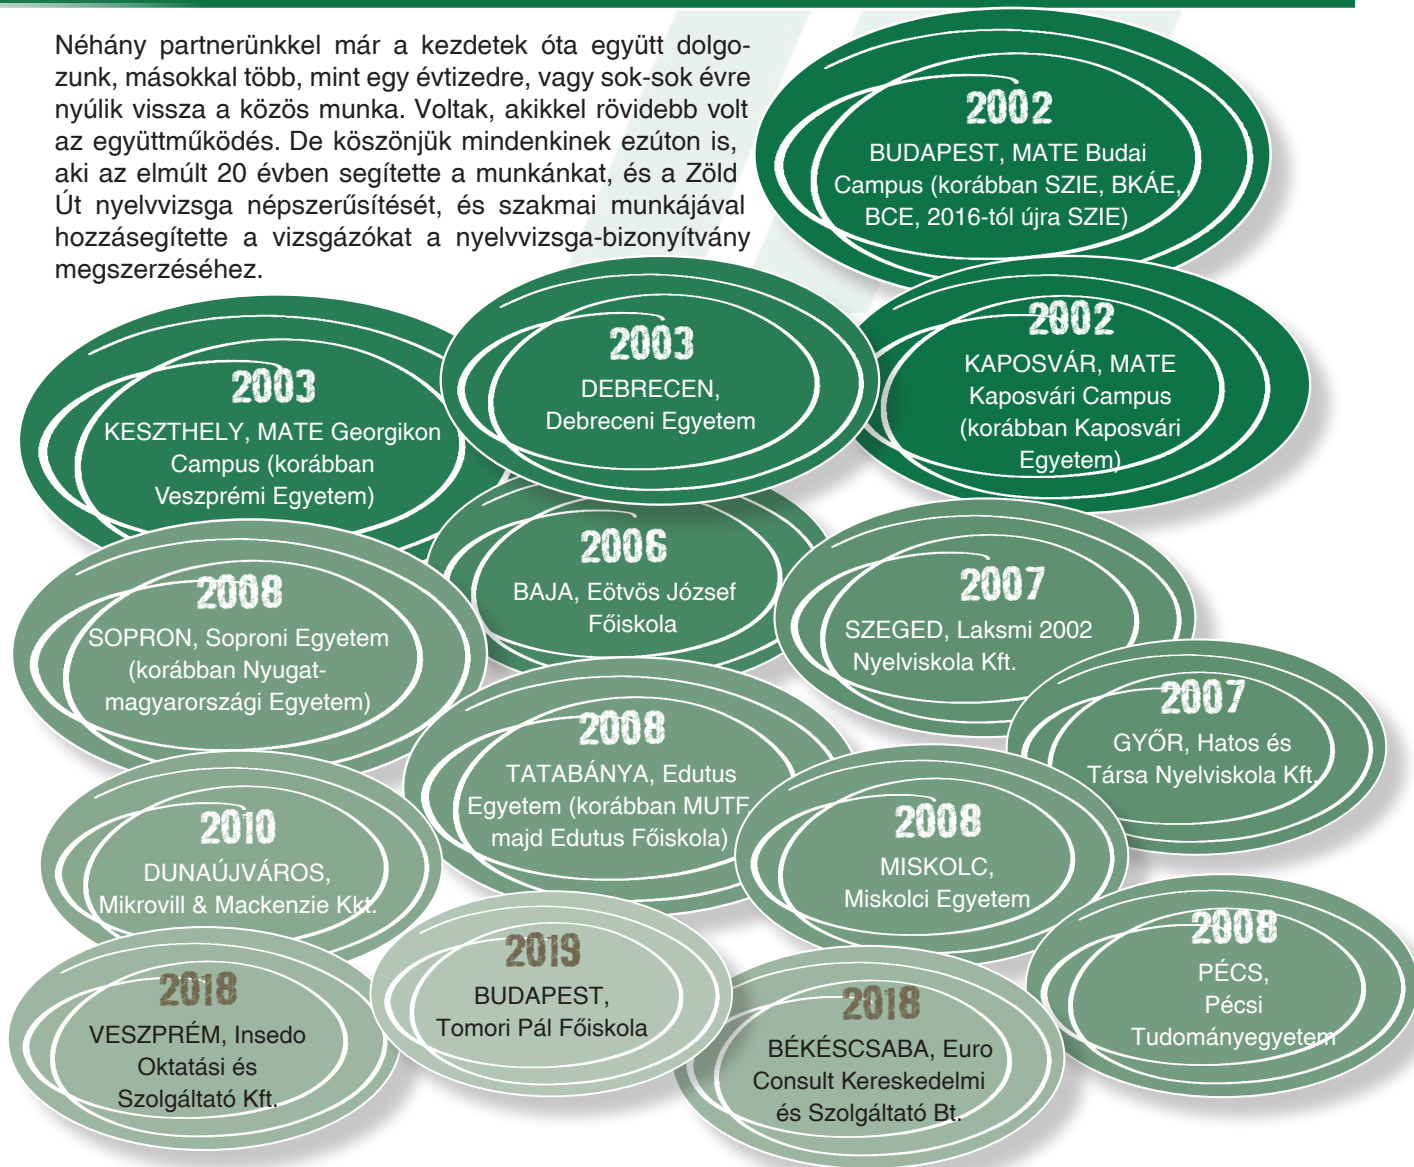 Néhány partnerünkkel már a kezdetek óta együtt dolgo-
zunk, másokkal több, mint egy évtizedre, vagy sok-sok évre
nyúlik vissza a közös munka. Voltak, akikkel rövidebb volt
az együttműködés. De köszönjük mindenkinek ezúton is,
aki az elmúlt 20 évben segítette a munkánkat, és a Zöld
Út nyelvvizsga népszerűsítését, és szakmai munkájával
hozzásegítette a vizsgázókat a nyelvvizsga-bizonyítvány
megszerzéséhez.
2002
BUDAPEST, MATE Budai
Campus (korábban SZIE, BKÁE,
BCE, 2016-tól újra SZIE)
2003
KESZTHELY, MATE Georgikon
Campus (korábban
Veszprémi Egyetem)
2003
DEBRECEN,
Debreceni Egyetem
2002
KAPOSVÁR, MATE
Kaposvári Campus
(korábban Kaposvári
Egyetem)
2008
SOPRON, Soproni Egyetem
(korábban Nyugat-
magyarországi Egyetem)
2006
BAJA, Eötvös József
Főiskola
2007
SZEGED, Laksmi 2002
Nyelviskola Kft.
2008
TATABÁNYA, Edutus
Egyetem (korábban MUTF,
majd Edutus Főiskola)
2007
GYŐR, Hatos és
Társa Nyelviskola Kft.
2010
DUNAÚJVÁROS,
Mikrovill & Mackenzie Kkt.
2008
MISKOLC,
Miskolci Egyetem
2008
PÉCS,
Pécsi
Tudományegyetem
2018
VESZPRÉM, Insedo
Oktatási és
Szolgáltató Kft.
2019
BUDAPEST,
Tomori Pál Főiskola
2018
BÉKÉSCSABA, Euro
Consult Kereskedelmi
és Szolgáltató Bt.